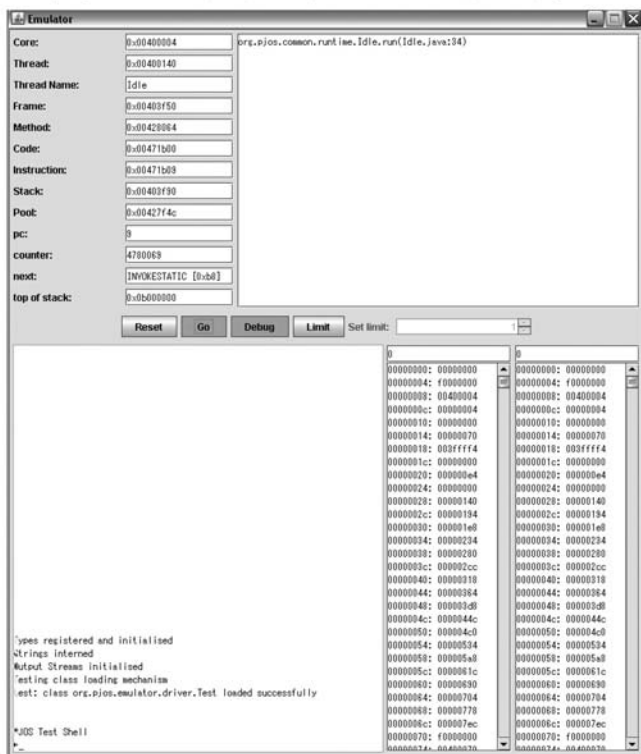 Emulator
Core: 0x00400004
Thread: 0x00400140
Thread Name: Idle
Frame: 0x00403f50
Method: 0x00428064
Code: 0x00471b00
Instruction: 0x00471b09
Stack: 0x00403f90
Pool: 0x00427f4c
pc: 9
counter: 4780069
next: INVOKESTATIC [0xb8]
top of stack: 0x0b000000
org.pjos.common.runtime.Idle.run(Idle.java:34)
Reset Go Debug Limit Set limit: 1
ypes registered and initialised
trings interned
utput Streams initialised
esting class loading mechanism
est: class org.pjos.emulator.driver.Test loaded successfully
JOS Test Shell
0 0
00000000: 00000000 00000000: 00000000
00000004: f0000000 00000004: f0000000
00000008: 00400004 00000008: 00400004
0000000c: 00000004 0000000c: 00000004
00000010: 00000000 00000010: 00000000
00000014: 00000070 00000014: 00000070
00000018: 003ffff4 00000018: 003ffff4
0000001c: 00000000 0000001c: 00000000
00000020: 000000e4 00000020: 000000e4
00000024: 00000000 00000024: 00000000
00000028: 00000140 00000028: 00000140
0000002c: 00000194 0000002c: 00000194
00000030: 000001e8 00000030: 000001e8
00000034: 00000234 00000034: 00000234
00000038: 00000280 00000038: 00000280
0000003c: 000002cc 0000003c: 000002cc
00000040: 00000318 00000040: 00000318
00000044: 00000364 00000044: 00000364
00000048: 000003d8 00000048: 000003d8
0000004c: 0000044c 0000004c: 0000044c
00000050: 000004c0 00000050: 000004c0
00000054: 00000534 00000054: 00000534
00000058: 000005a8 00000058: 000005a8
0000005c: 0000061c 0000005c: 0000061c
00000060: 00000690 00000060: 00000690
00000064: 00000704 00000064: 00000704
00000068: 00000778 00000068: 00000778
0000006c: 000007ec 0000006c: 000007ec
00000070: f0000000 00000070: f0000000